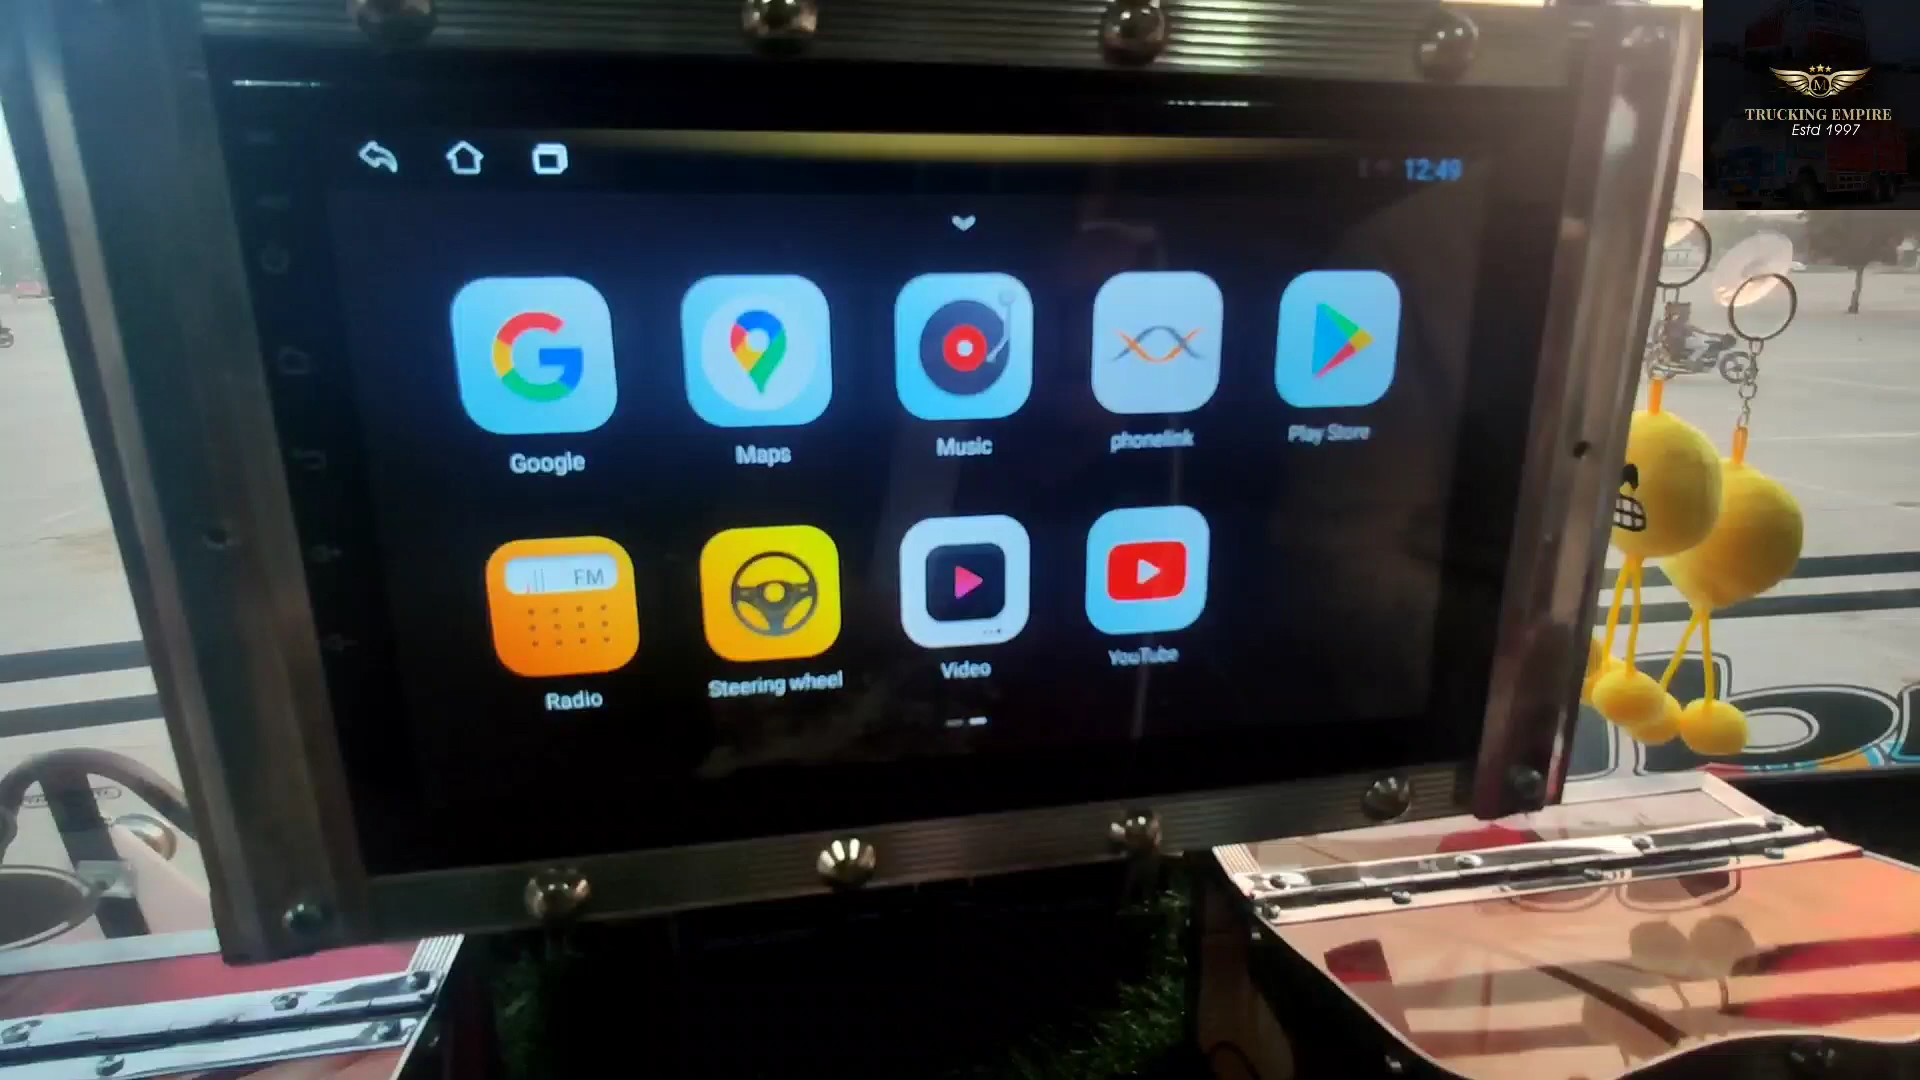 TRUCKING EMPIRE
Estd 1997
12:49
Google
Maps
Music
phonelink
Play Store
FM
Radio
Steering wheel
Video
YouTube